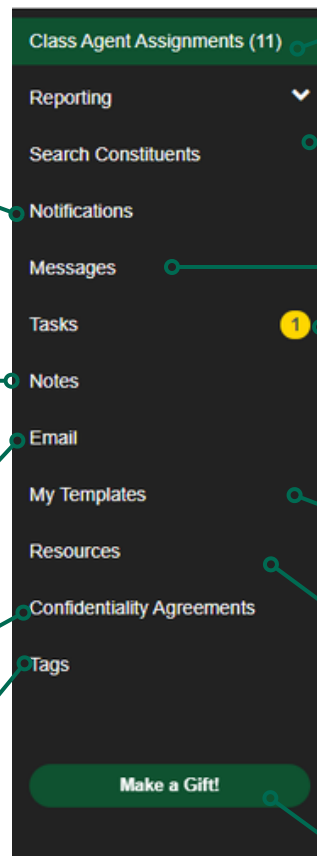 Class Agent Assignments (11)
Reporting
Search Constituents
Notifications
Messages
Tasks 1
Notes
Email
My Templates
Resources
Confidentiality Agreements
Tags
Make a Gift!